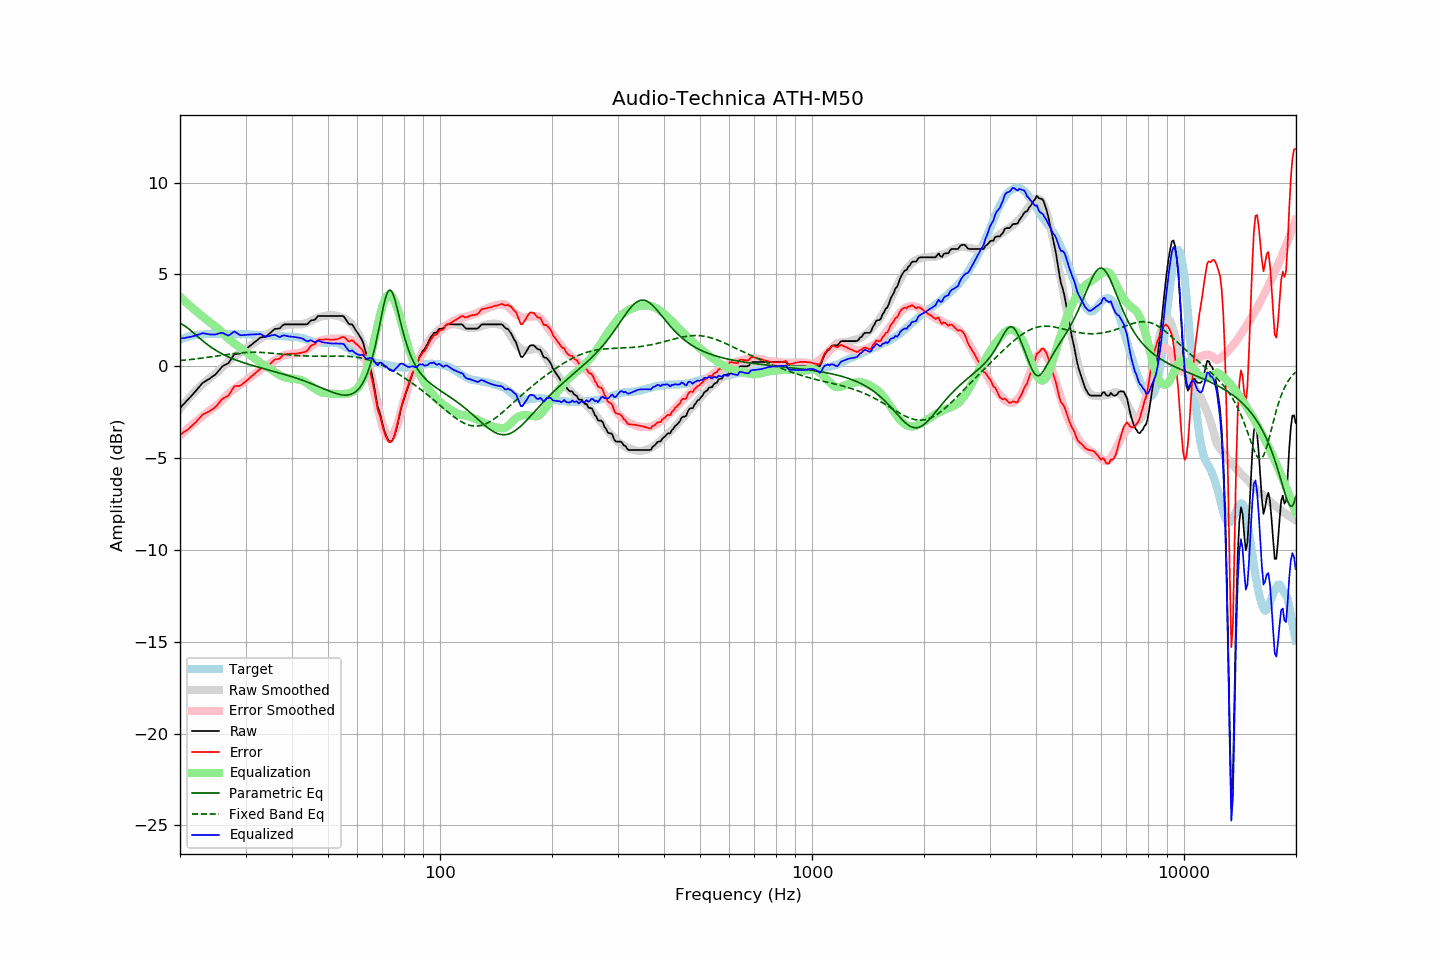 Audio-Technica ATH-M50
10
5
0
−5
−10
−15
−20
−25
Amplitude (dBr)
Target
Raw Smoothed
Error Smoothed
Raw
Error
Equalization
Parametric Eq
Fixed Band Eq
Equalized
100
1000
10000
Frequency (Hz)